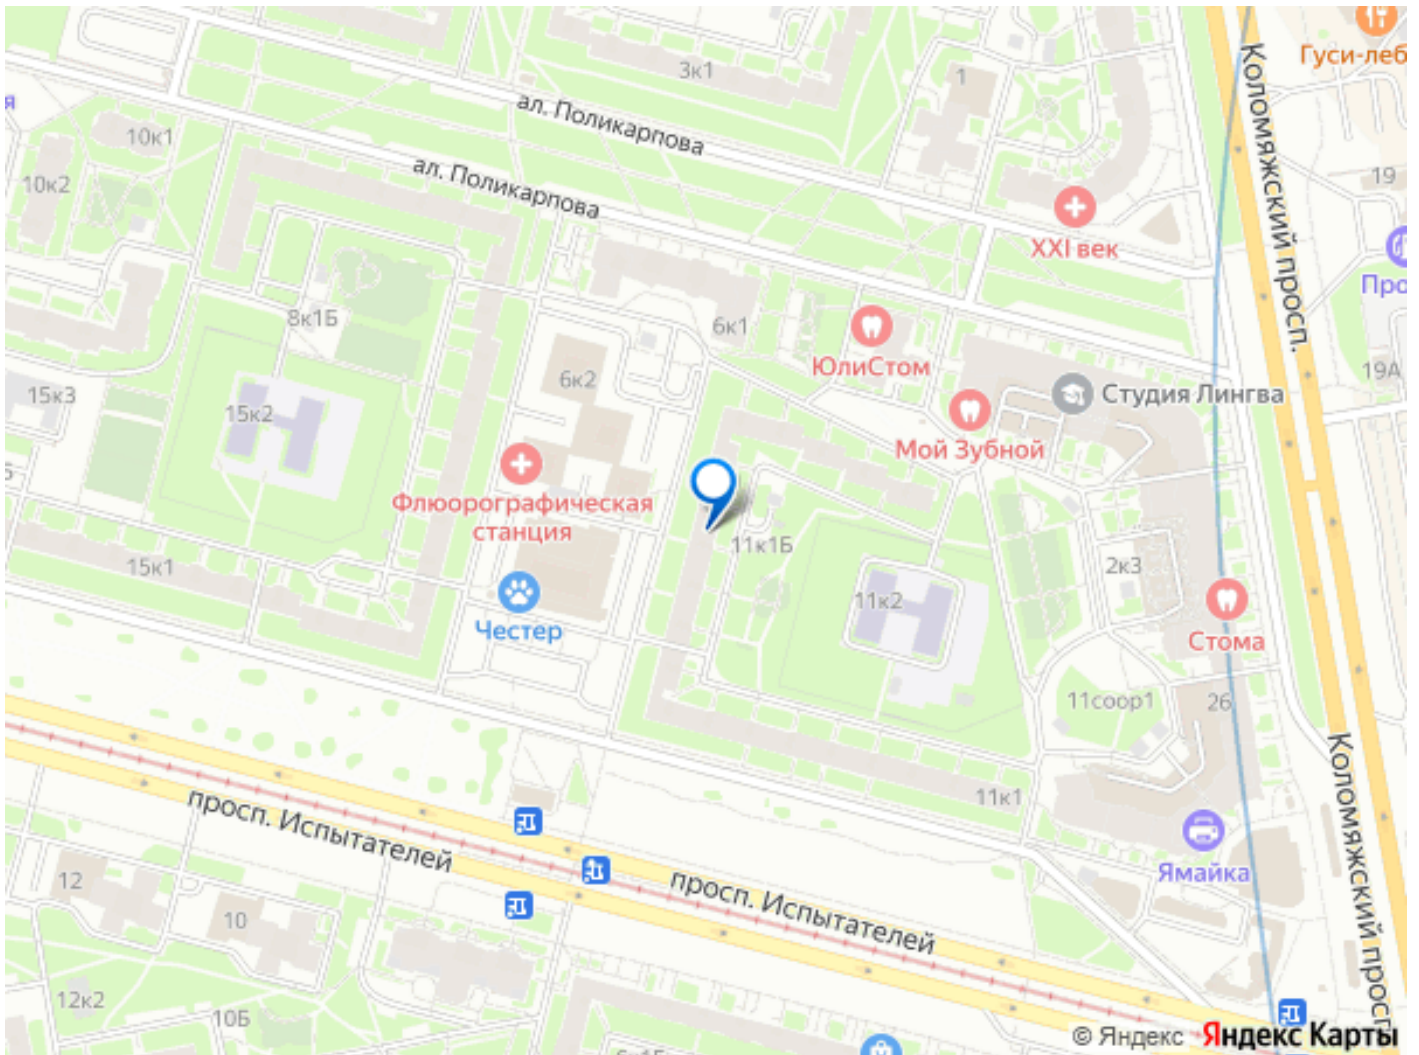 Гуси-леб
3к1
1
ал. Поликарпова
я
10к1
Коломяжский просп.
ал. Поликарпова
10к2
19
XXI век
Про
8к1Б
6к1
ЮлиСтом
19А
6к2
15к3
Студия Лингва
15к2
Мой Зубной
Флюорографическая
станция
11к1Б
2к3
15к1
11к2
Честер
Стома
11соор1
26
Коломяжский просп
11к1
просп. Испытателей
Ямайка
12
просп. Испытателей
10
12к2
10Б
© Яндекс Яндекс Карты